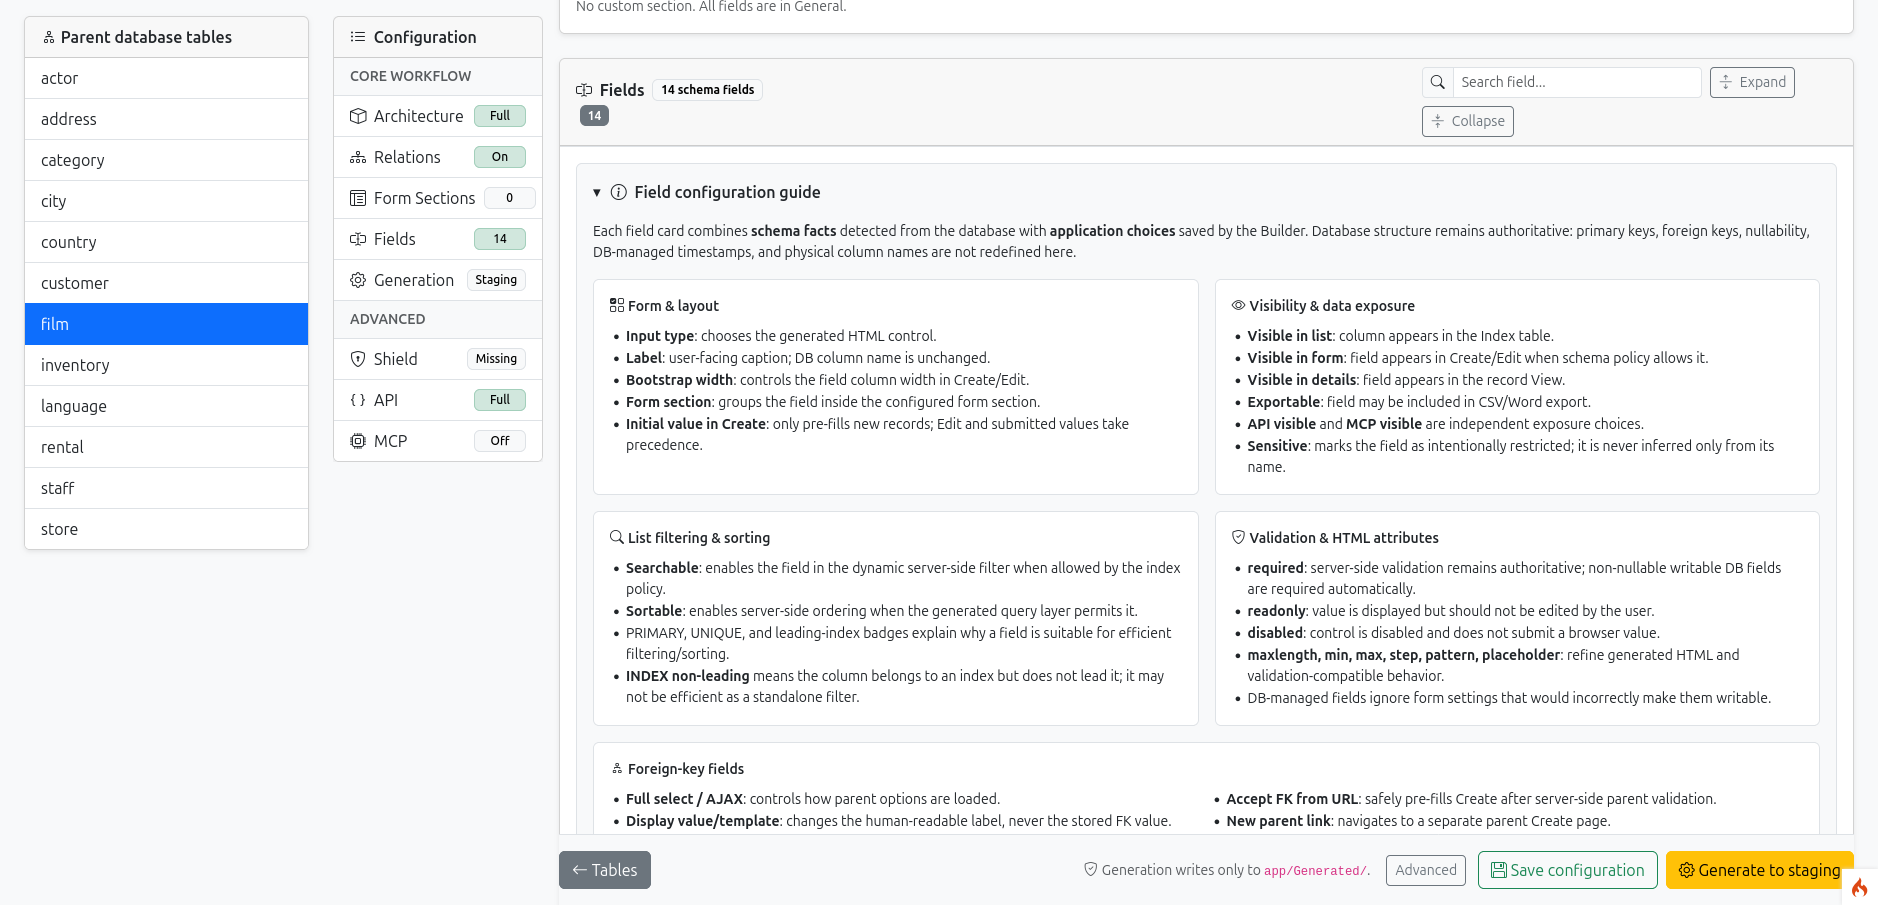 No custom section. All fields are in General.
Parent database tables
actor
address
category
city
country
customer
film
inventory
language
rental
staff
store
Configuration
CORE WORKFLOW
Architecture Full
Relations On
Form Sections 0
Fields 14
Generation Staging
ADVANCED
Shield Missing
API Full
MCP Off
Fields 14 schema fields
14
Search field...
Expand
Collapse
▼ Field configuration guide
Each field card combines schema facts detected from the database with application choices saved by the Builder. Database structure remains authoritative: primary keys, foreign keys, nullability,
DB-managed timestamps, and physical column names are not redefined here.
Form & layout
• Input type: chooses the generated HTML control.
• Label: user-facing caption; DB column name is unchanged.
• Bootstrap width: controls the field column width in Create/Edit.
• Form section: groups the field inside the configured form section.
• Initial value in Create: only pre-fills new records; Edit and submitted values take
precedence.
Visibility & data exposure
• Visible in list: column appears in the Index table.
• Visible in form: field appears in Create/Edit when schema policy allows it.
• Visible in details: field appears in the record View.
• Exportable: field may be included in CSV/Word export.
• API visible and MCP visible are independent exposure choices.
• Sensitive: marks the field as intentionally restricted; it is never inferred only from its
name.
List filtering & sorting
• Searchable: enables the field in the dynamic server-side filter when allowed by the index
policy.
• Sortable: enables server-side ordering when the generated query layer permits it.
• PRIMARY, UNIQUE, and leading-index badges explain why a field is suitable for efficient
filtering/sorting.
• INDEX non-leading means the column belongs to an index but does not lead it; it may
not be efficient as a standalone filter.
Validation & HTML attributes
• required: server-side validation remains authoritative; non-nullable writable DB fields
are required automatically.
• readonly: value is displayed but should not be edited by the user.
• disabled: control is disabled and does not submit a browser value.
• maxlength, min, max, step, pattern, placeholder: refine generated HTML and
validation-compatible behavior.
• DB-managed fields ignore form settings that would incorrectly make them writable.
Foreign-key fields
• Full select / AJAX: controls how parent options are loaded.
• Display value/template: changes the human-readable label, never the stored FK value.
• Accept FK from URL: safely pre-fills Create after server-side parent validation.
• New parent link: navigates to a separate parent Create page.
← Tables
Generation writes only to app/Generated/.
Advanced
Save configuration
Generate to staging